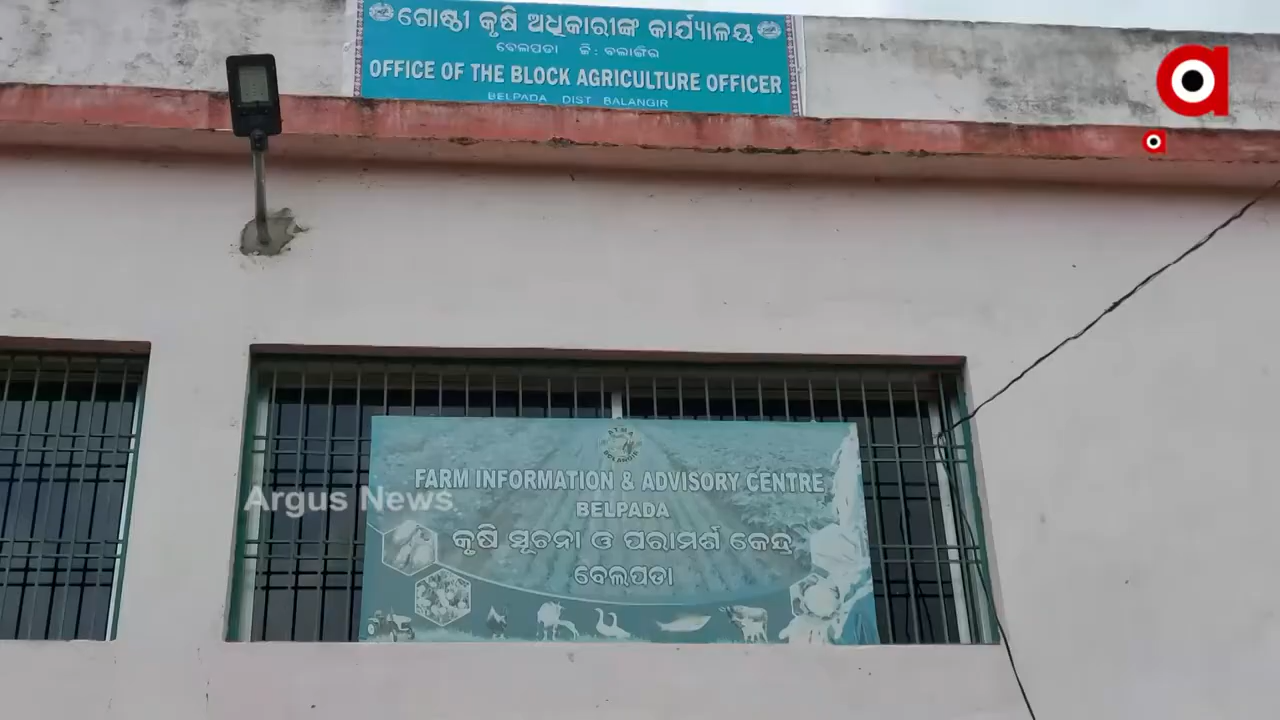 ଗୋଷ୍ଠୀ କୃଷି ଅଧିକାରୀଙ୍କ କାର୍ଯ୍ୟାଳୟ
ବେଲପଡା ଜି: ବଲାଙ୍ଗିର
OFFICE OF THE BLOCK AGRICULTURE OFFICER
BELPADA DIST BALANGIR
ATMA
FARM INFORMATION & ADVISORY CENTRE
Argus News
BELPADA
କୃଷି ସୂଚନା ଓ ପରାମର୍ଶ କେନ୍ଦ୍ର
ବେଲପଡା